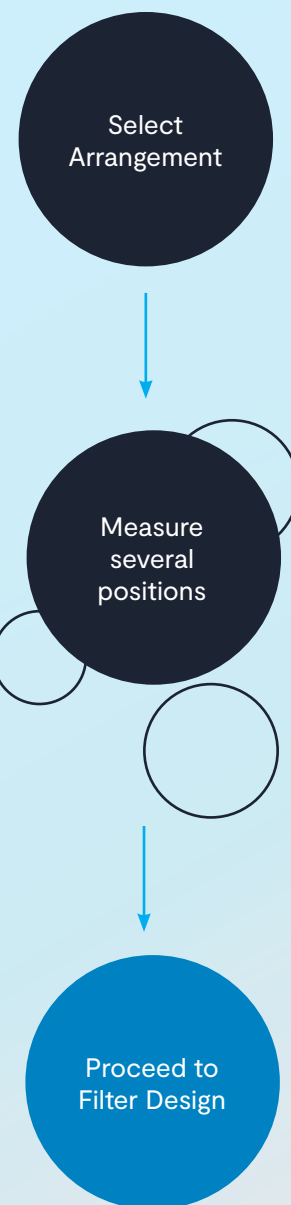 Select
Arrangement
Measure
several
positions
Proceed to
Filter Design